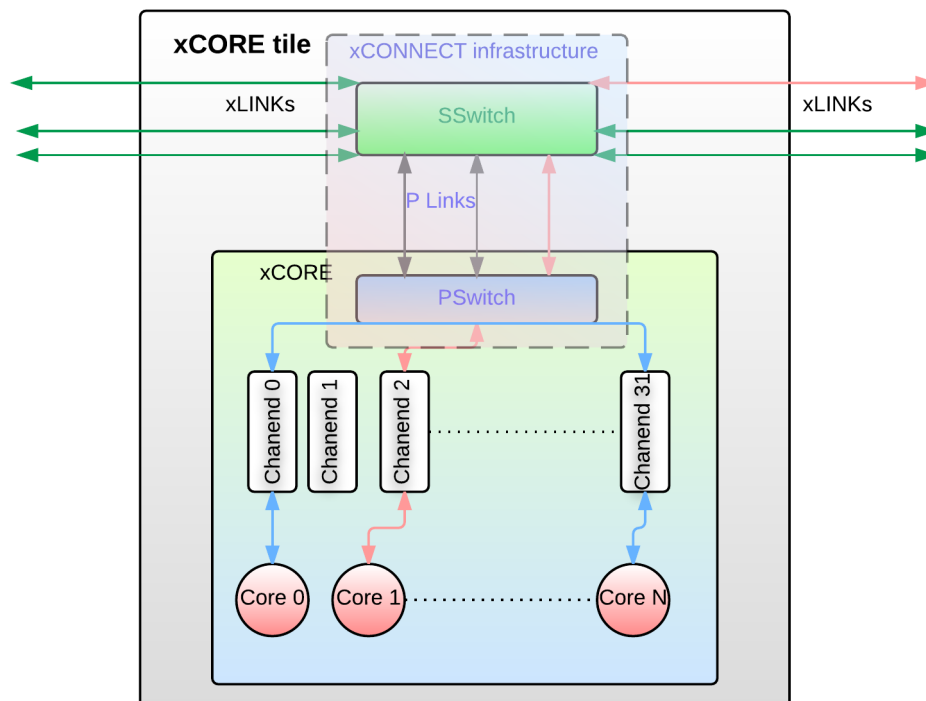 xCORE tile
xCONNECT infrastructure
xLINKs
SSwitch
xLINKs
P Links
xCORE
PSwitch
Chanend 0
Chanend 1
Chanend 2
Chanend 31
Core 0
Core 1
Core N